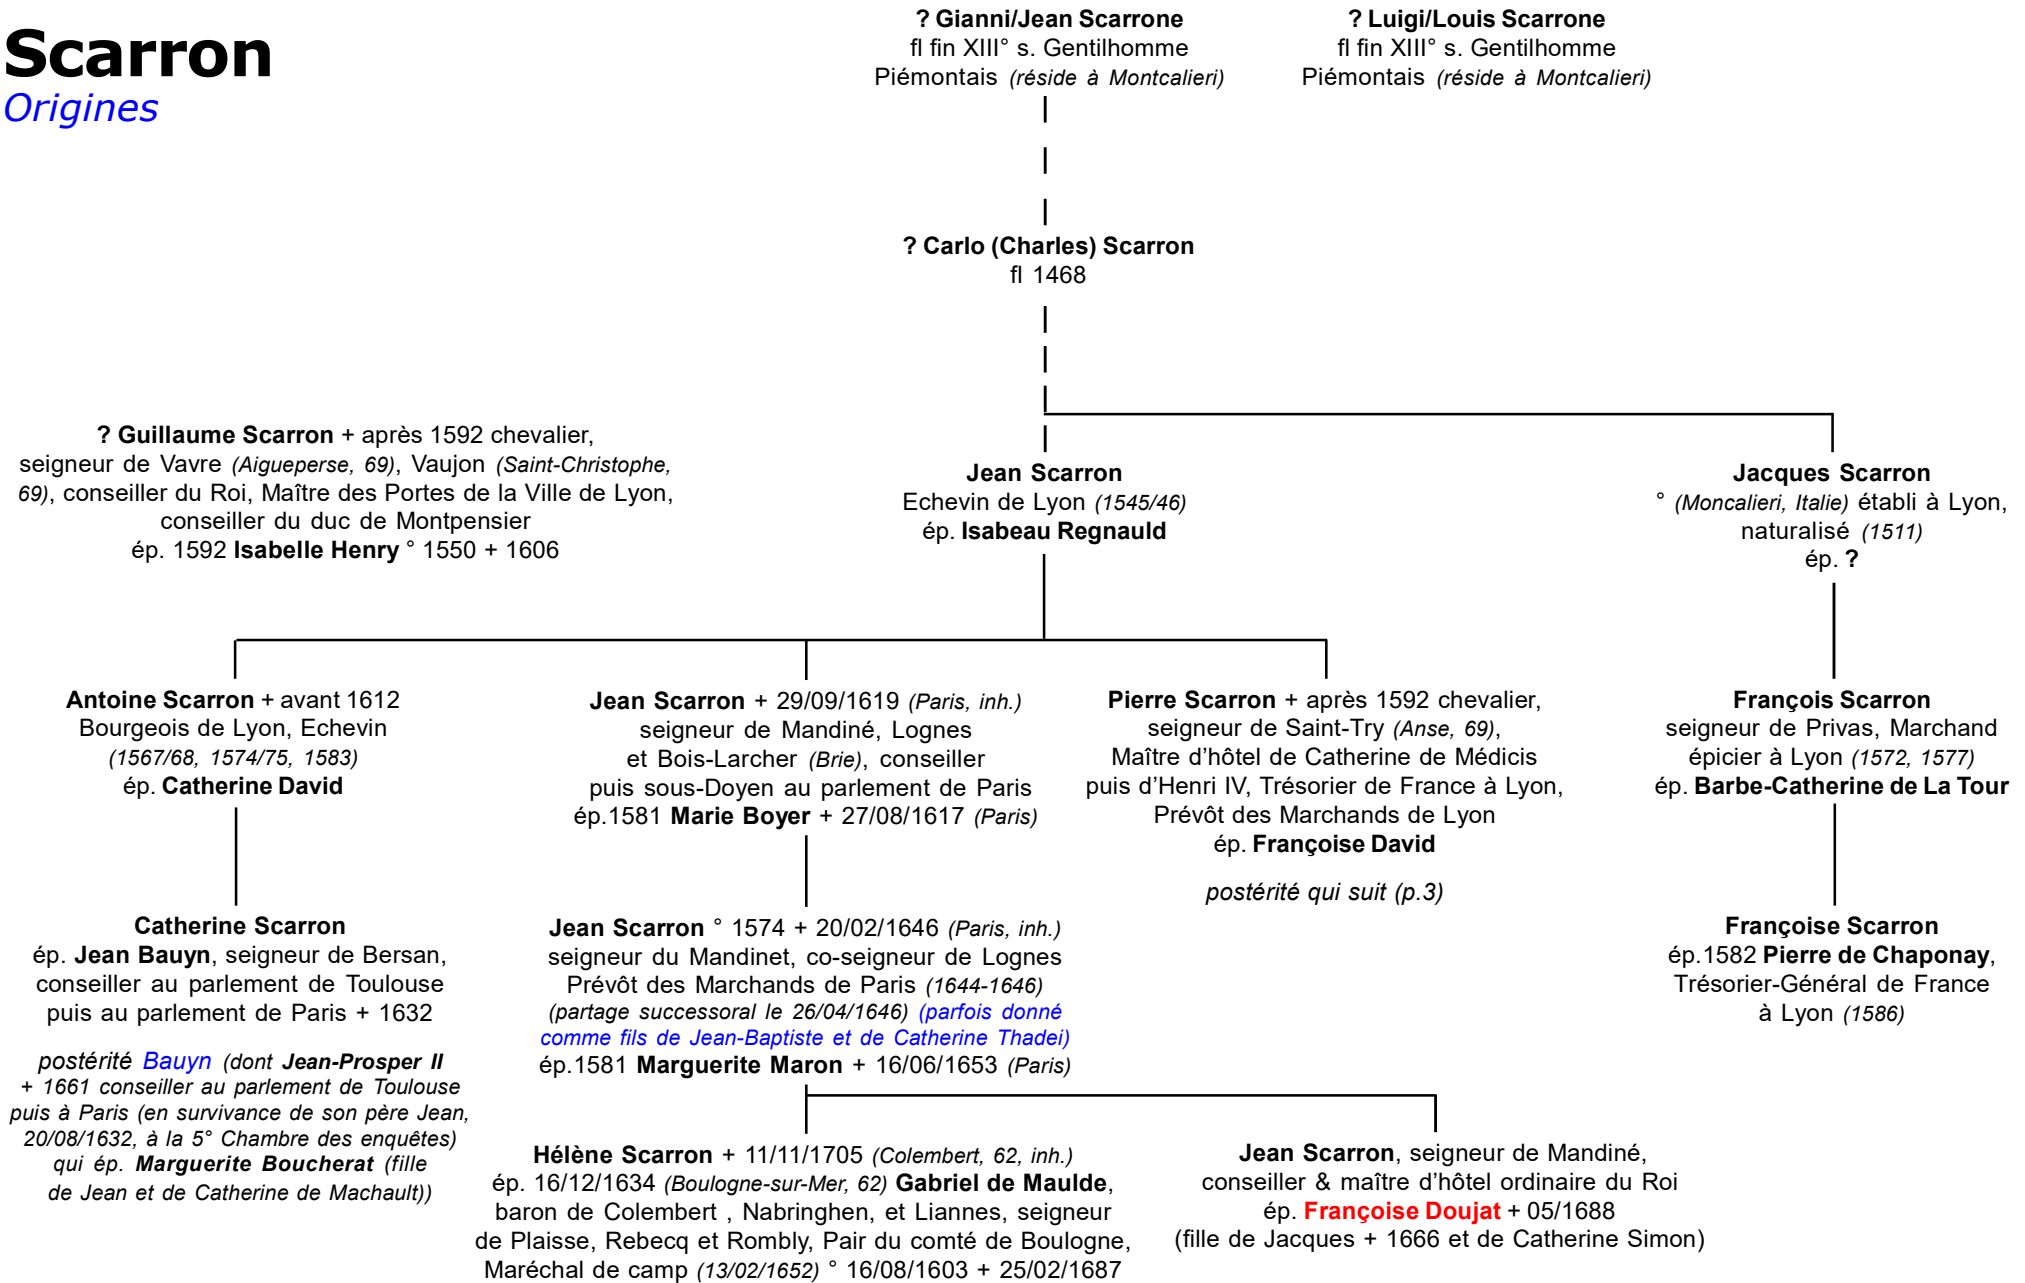 Scarron
Origines
? Gianni/Jean Scarrone
fl fin XIII° s. Gentilhomme
Piémontais (réside à Montcalieri)
? Luigi/Louis Scarrone
fl fin XIII° s. Gentilhomme
Piémontais (réside à Montcalieri)
? Carlo (Charles) Scarron
fl 1468
? Guillaume Scarron + après 1592 chevalier,
seigneur de Vavre (Aigueperse, 69), Vaujon (Saint-Christophe,
69), conseiller du Roi, Maître des Portes de la Ville de Lyon,
conseiller du duc de Montpensier
ép. 1592 Isabelle Henry ° 1550 + 1606
Jean Scarron
Echevin de Lyon (1545/46)
ép. Isabeau Regnauld
Jacques Scarron
° (Moncalieri, Italie) établi à Lyon,
naturalisé (1511)
ép. ?
Antoine Scarron + avant 1612
Bourgeois de Lyon, Echevin
(1567/68, 1574/75, 1583)
ép. Catherine David
Jean Scarron + 29/09/1619 (Paris, inh.)
seigneur de Mandiné, Lognes
et Bois-Larcher (Brie), conseiller
puis sous-Doyen au parlement de Paris
ép.1581 Marie Boyer + 27/08/1617 (Paris)
Pierre Scarron + après 1592 chevalier,
seigneur de Saint-Try (Anse, 69),
Maître d'hôtel de Catherine de Médicis
puis d'Henri IV, Trésorier de France à Lyon,
Prévôt des Marchands de Lyon
ép. Françoise David
postérité qui suit (p.3)
François Scarron
seigneur de Privas, Marchand
épicier à Lyon (1572, 1577)
ép. Barbe-Catherine de La Tour
Catherine Scarron
ép. Jean Bauyn, seigneur de Bersan,
conseiller au parlement de Toulouse
puis au parlement de Paris + 1632
postérité Bauyn (dont Jean-Prosper II
+ 1661 conseiller au parlement de Toulouse
puis à Paris (en survivance de son père Jean,
20/08/1632, à la 5° Chambre des enquêtes)
qui ép. Marguerite Boucherat (fille
de Jean et de Catherine de Machault))
Jean Scarron ° 1574 + 20/02/1646 (Paris, inh.)
seigneur du Mandinet, co-seigneur de Lognes
Prévôt des Marchands de Paris (1644-1646)
(partage successoral le 26/04/1646) (parfois donné
comme fils de Jean-Baptiste et de Catherine Thadei)
ép.1581 Marguerite Maron + 16/06/1653 (Paris)
Françoise Scarron
ép.1582 Pierre de Chaponay,
Trésorier-Général de France
à Lyon (1586)
Hélène Scarron + 11/11/1705 (Colembert, 62, inh.)
ép. 16/12/1634 (Boulogne-sur-Mer, 62) Gabriel de Maulde,
baron de Colembert , Nabringhen, et Liannes, seigneur
de Plaisse, Rebecq et Rombly, Pair du comté de Boulogne,
Maréchal de camp (13/02/1652) ° 16/08/1603 + 25/02/1687
Jean Scarron, seigneur de Mandiné,
conseiller & maître d'hôtel ordinaire du Roi
ép. Françoise Doujat + 05/1688
(fille de Jacques + 1666 et de Catherine Simon)